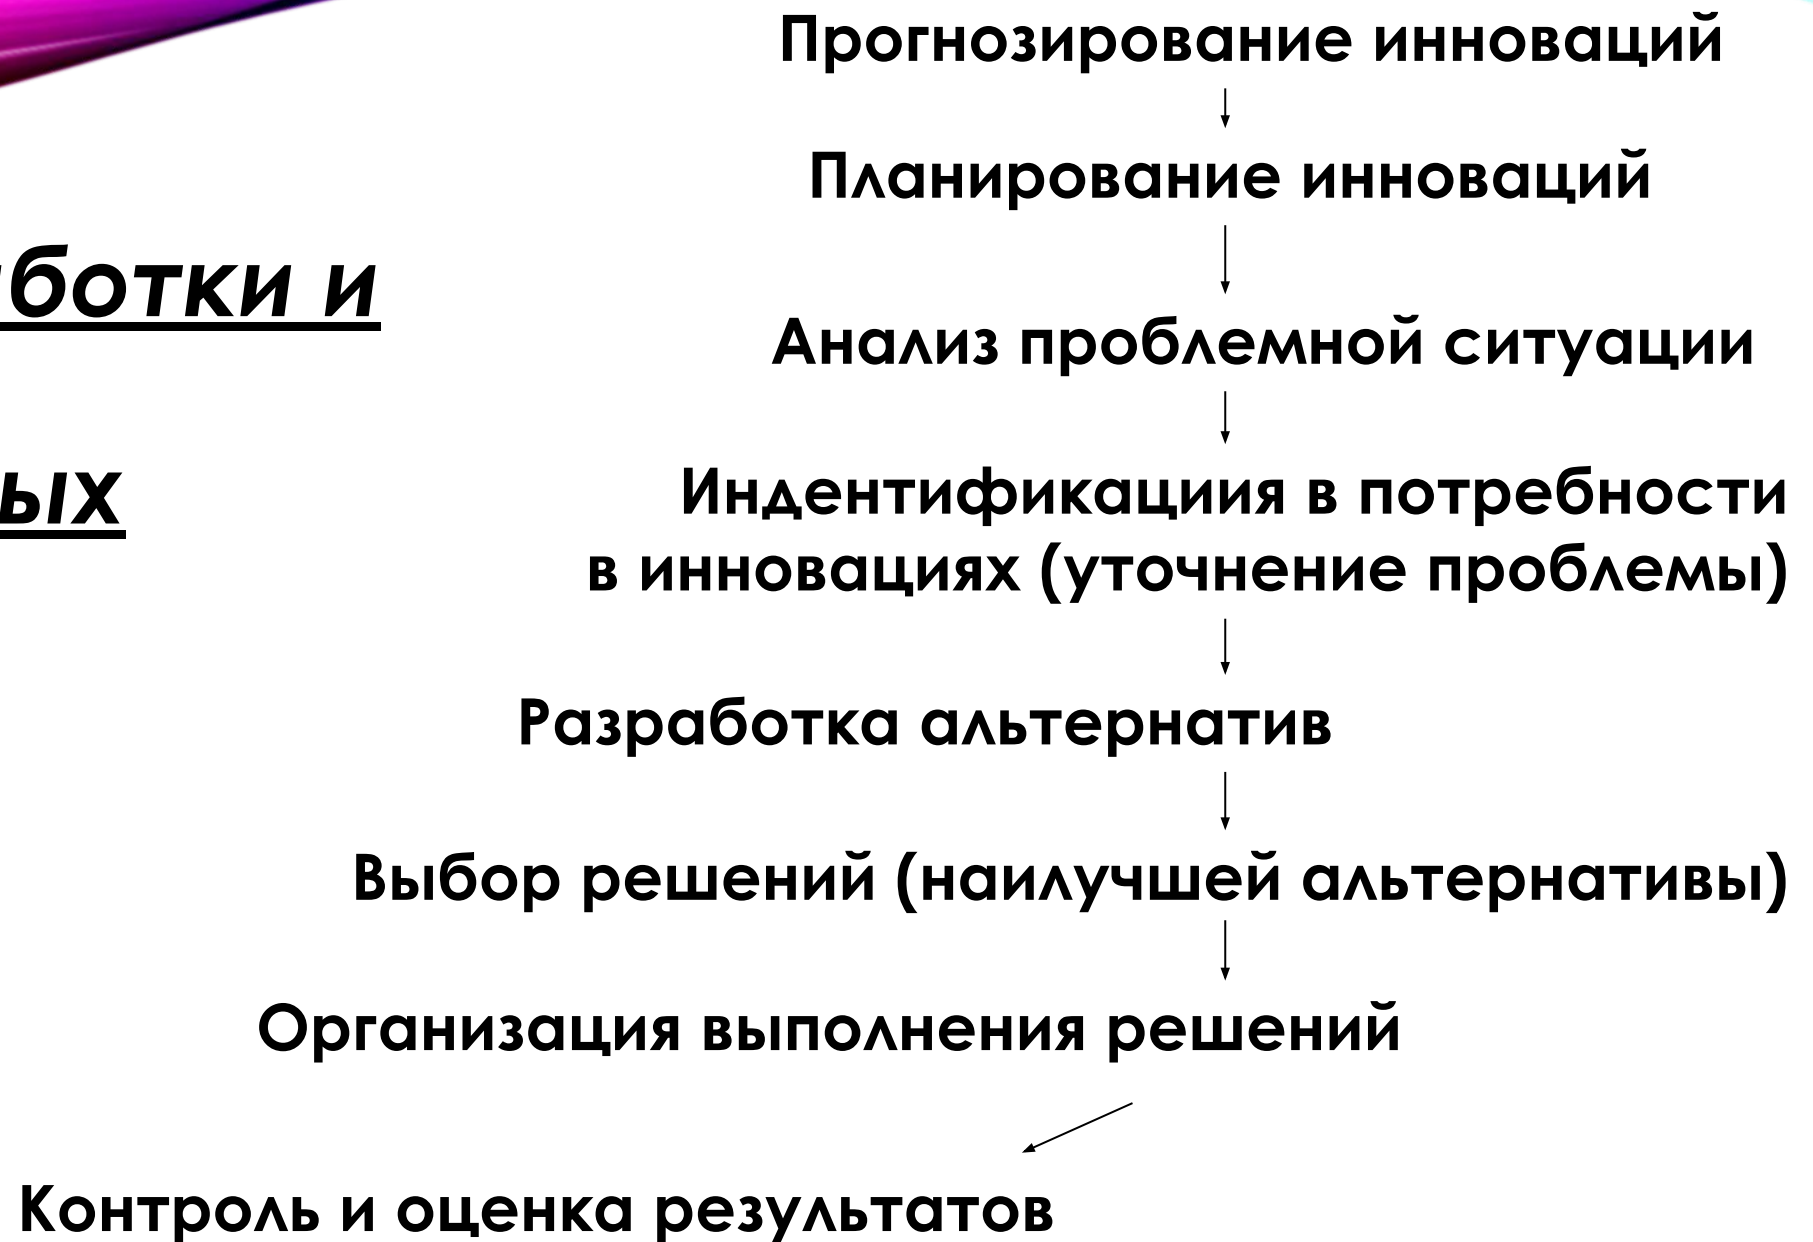 Прогнозирование инноваций
Планирование инноваций
ботки и
Анализ проблемной ситуации
ых
Индентификациия в потребности
в инновациях (уточнение проблемы)
Разработка альтернатив
Выбор решений (наилучшей альтернативы)
Организация выполнения решений
Контроль и оценка результатов